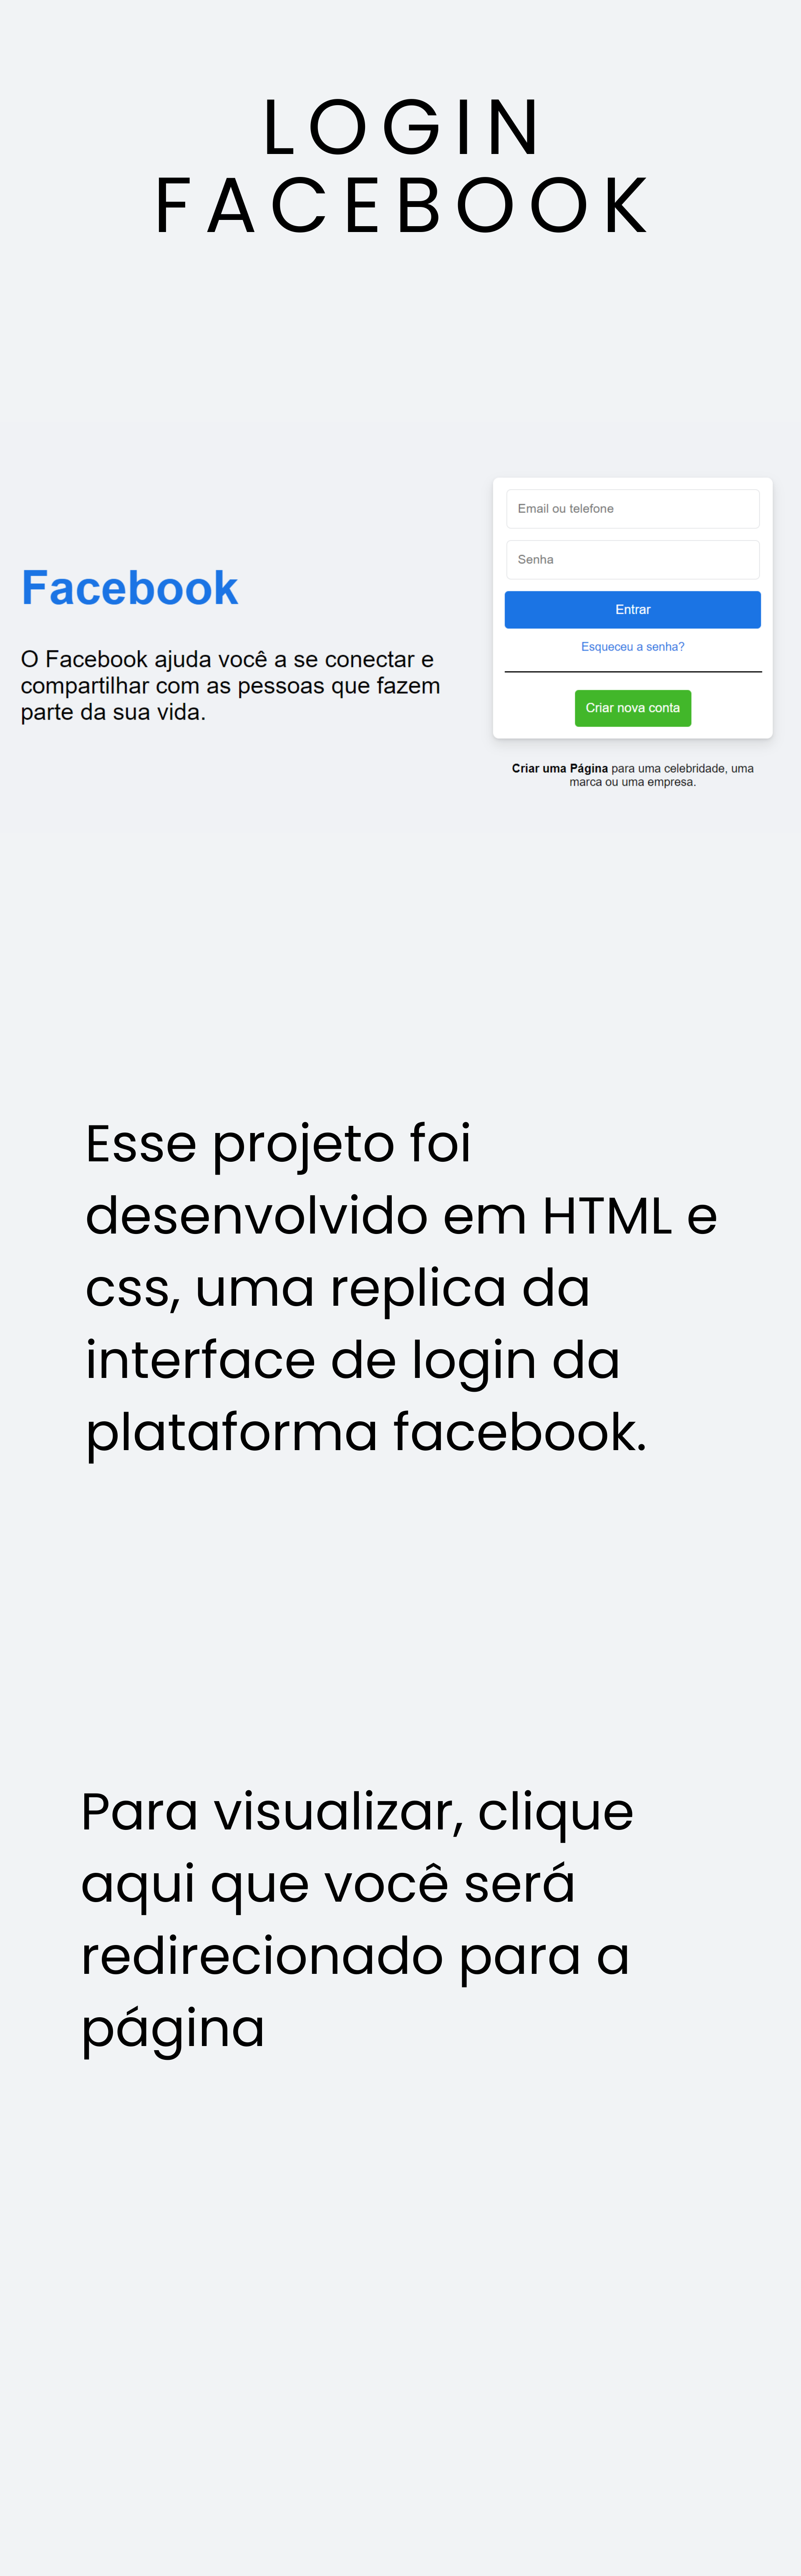 LOGIN
FACEBOOK
Facebook
O Facebook ajuda você a se conectar e
compartilhar com as pessoas que fazem
parte da sua vida.
Email ou telefone
Senha
Entrar
Esqueceu a senha?
Criar nova conta
Criar uma Página para uma celebridade, uma
marca ou uma empresa.
Esse projeto foi
desenvolvido em HTML e
css, uma replica da
interface de login da
plataforma facebook.
Para visualizar, clique
aqui que você será
redirecionado para a
página